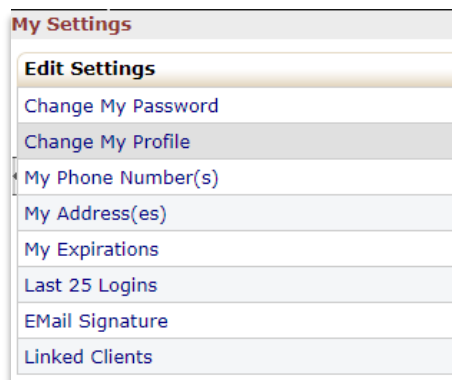 My Settings
Edit Settings
Change My Password
Change My Profile
My Phone Number(s)
My Address(es)
My Expirations
Last 25 Logins
EMail Signature
Linked Clients